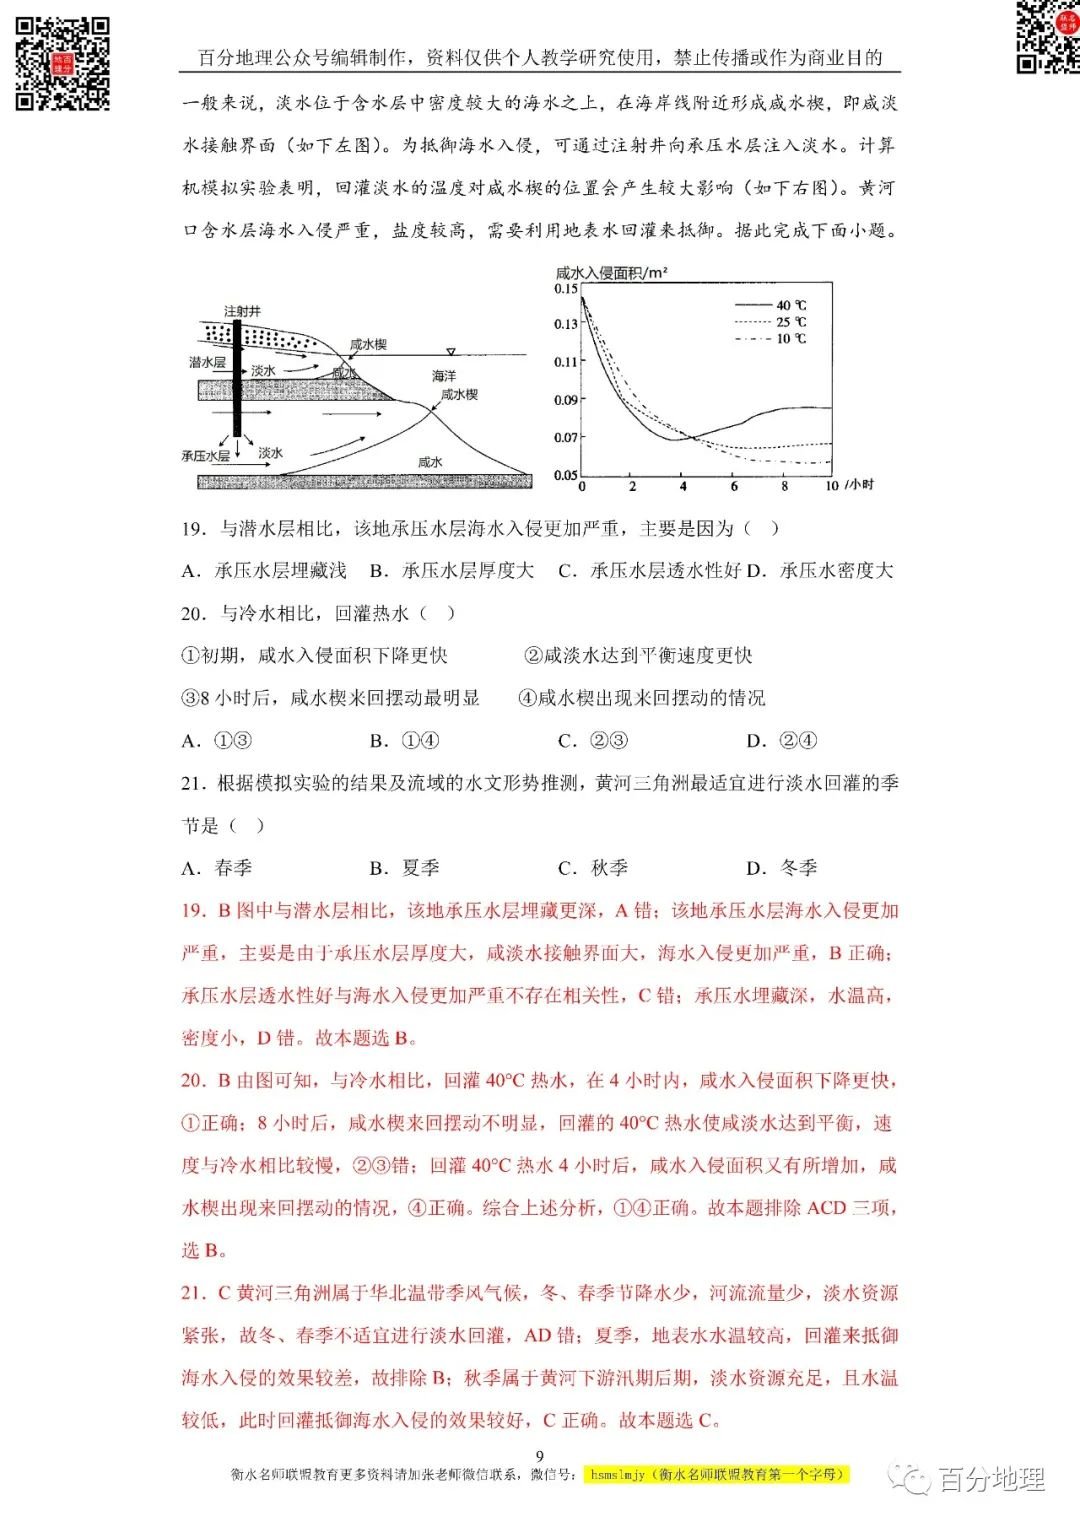 百分地理公众号编辑制作，资料仅供个人教学研究使用，禁止传播或作为商业目的
一般来说，淡水位于含水层中密度较大的海水之上，在海岸线附近形成咸水楔，即咸淡
水接触界面（如下左图）。为抵御海水入侵，可通过注射井向承压水层注入淡水。计算
机模拟实验表明，回灌淡水的温度对咸水楔的位置会产生较大影响（如下右图）。黄河
口含水层海水入侵严重，盐度较高，需要利用地表水回灌来抵御。据此完成下面小题。
注射井
咸水楔
潜水层
淡水
咸水
海洋
咸水楔
承压水层
淡水
咸水
咸水入侵面积/m²
0.15
0.13
0.11
0.09
0.07
0.05
40 ℃
25 ℃
10 ℃
0 2 4 6 8 10 /小时
19．与潜水层相比，该地承压水层海水入侵更加严重，主要是因为（ ）
A．承压水层埋藏浅 B．承压水层厚度大 C．承压水层透水性好 D．承压水密度大
20．与冷水相比，回灌热水（ ）
①初期，咸水入侵面积下降更快 ②咸淡水达到平衡速度更快
③8 小时后，咸水楔来回摆动最明显 ④咸水楔出现来回摆动的情况
A．①③ B．①④ C．②③ D．②④
21．根据模拟实验的结果及流域的水文形势推测，黄河三角洲最适宜进行淡水回灌的季
节是（ ）
A．春季 B．夏季 C．秋季 D．冬季
19．B 图中与潜水层相比，该地承压水层埋藏更深，A 错；该地承压水层海水入侵更加
严重，主要是由于承压水层厚度大，咸淡水接触界面大，海水入侵更加严重，B 正确；
承压水层透水性好与海水入侵更加严重不存在相关性，C 错；承压水埋藏深，水温高，
密度小，D 错。故本题选 B。
20．B 由图可知，与冷水相比，回灌 40°C 热水，在 4 小时内，咸水入侵面积下降更快，
①正确；8 小时后，咸水楔来回摆动不明显，回灌的 40°C 热水使咸淡水达到平衡，速
度与冷水相比较慢，②③错；回灌 40°C 热水 4 小时后，咸水入侵面积又有所增加，咸
水楔出现来回摆动的情况，④正确。综合上述分析，①④正确。故本题排除 ACD 三项，
选 B。
21．C 黄河三角洲属于华北温带季风气候，冬、春季节降水少，河流流量少，淡水资源
紧张，故冬、春季不适宜进行淡水回灌，AD 错；夏季，地表水水温较高，回灌来抵御
海水入侵的效果较差，故排除 B；秋季属于黄河下游汛期后期，淡水资源充足，且水温
较低，此时回灌抵御海水入侵的效果较好，C 正确。故本题选 C。
9
衡水名师联盟教育更多资料请加张老师微信联系，微信号： hsmslmjy（衡水名师联盟教育第一个字母）
百分地理